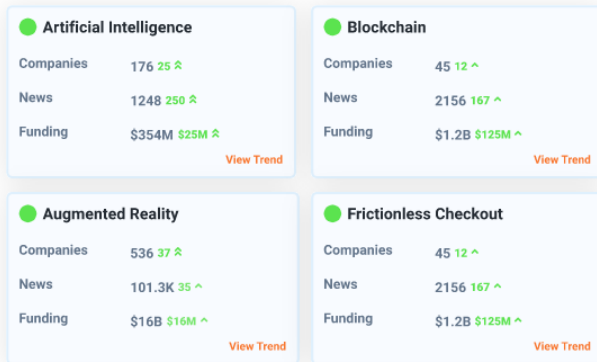 Artificial Intelligence
Companies 176 25
News 1248 250
Funding $354M $25M
View Trend
Blockchain
Companies 45 12
News 2156 167
Funding $1.2B $125M
View Trend
Augmented Reality
Companies 536 37
News 101.3K 35
Funding $16B $16M
View Trend
Frictionless Checkout
Companies 45 12
News 2156 167
Funding $1.2B $125M
View Trend